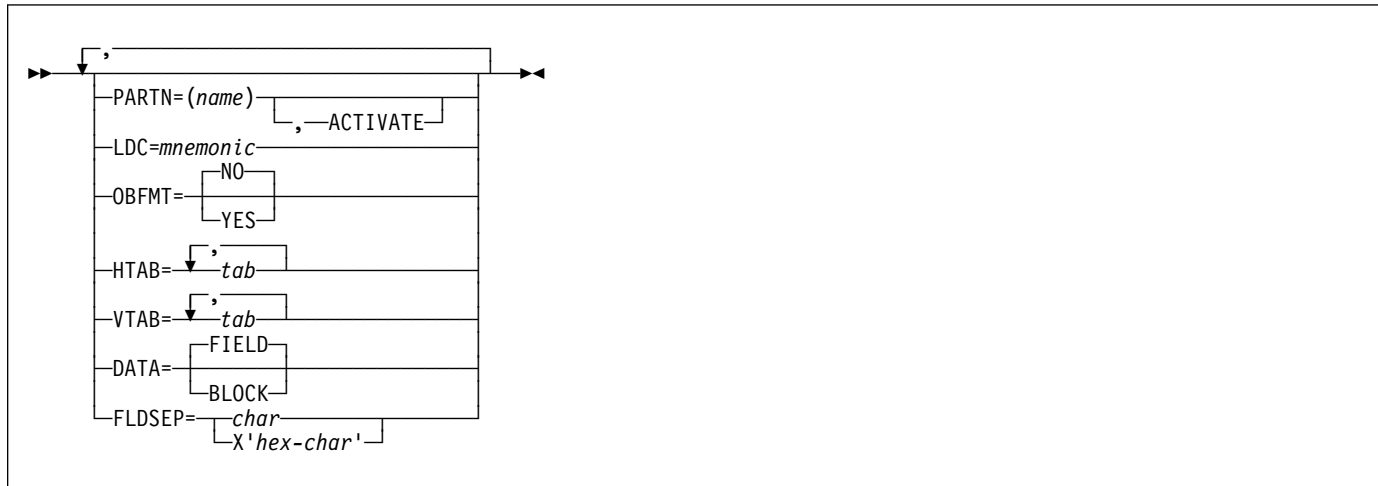 ,
PARTN=(name)
, ACTIVATE
LDC=mnemonic
NO
OBFMT=
YES
,
HTAB= tab
,
VTAB= tab
FIELD
DATA=
BLOCK
FLDSEP= char
X'hex-char'